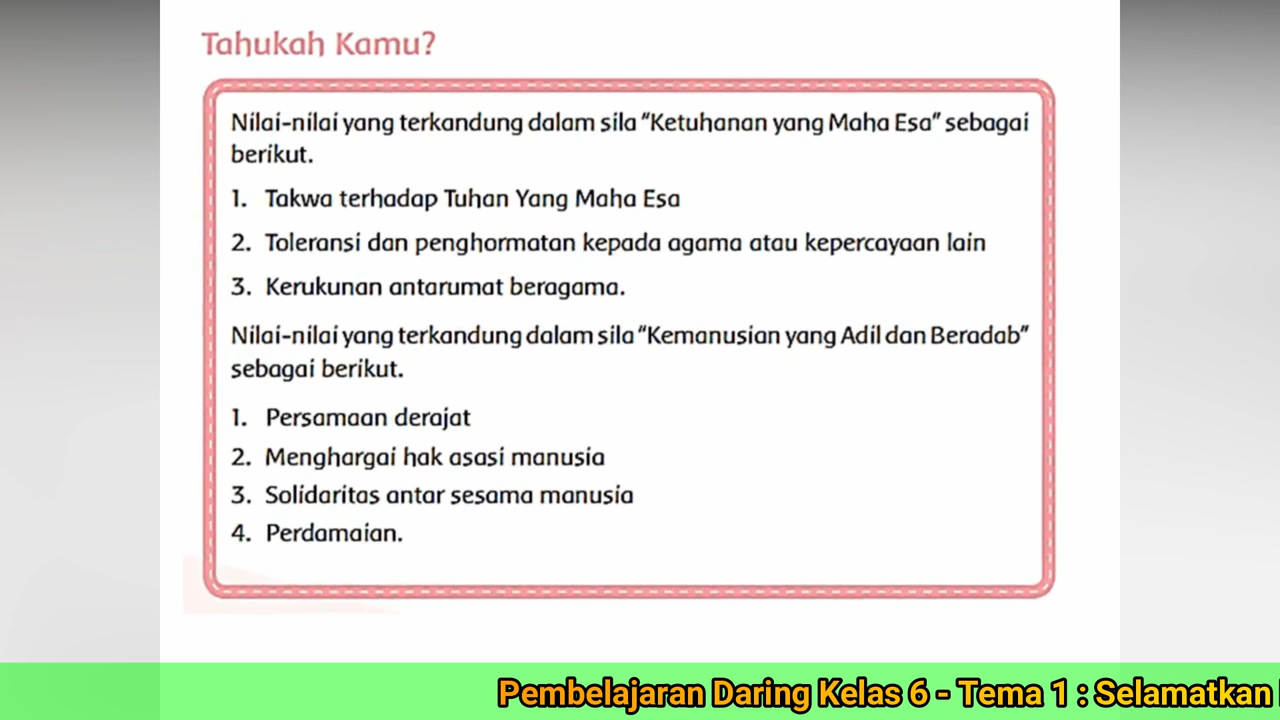 Tahukah Kamu?
Nilai-nilai yang terkandung dalam sila “Ketuhanan yang Maha Esa” sebagai
berikut.
1. Takwa terhadap Tuhan Yang Maha Esa
2. Toleransi dan penghormatan kepada agama atau kepercayaan lain
3. Kerukunan antarumat beragama.
Nilai-nilai yang terkandung dalam sila “Kemanusian yang Adil dan Beradab”
sebagai berikut.
1. Persamaan derajat
2. Menghargai hak asasi manusia
3. Solidaritas antar sesama manusia
4. Perdamaian.
Pembelajaran Daring Kelas 6 - Tema 1 : Selamatkan